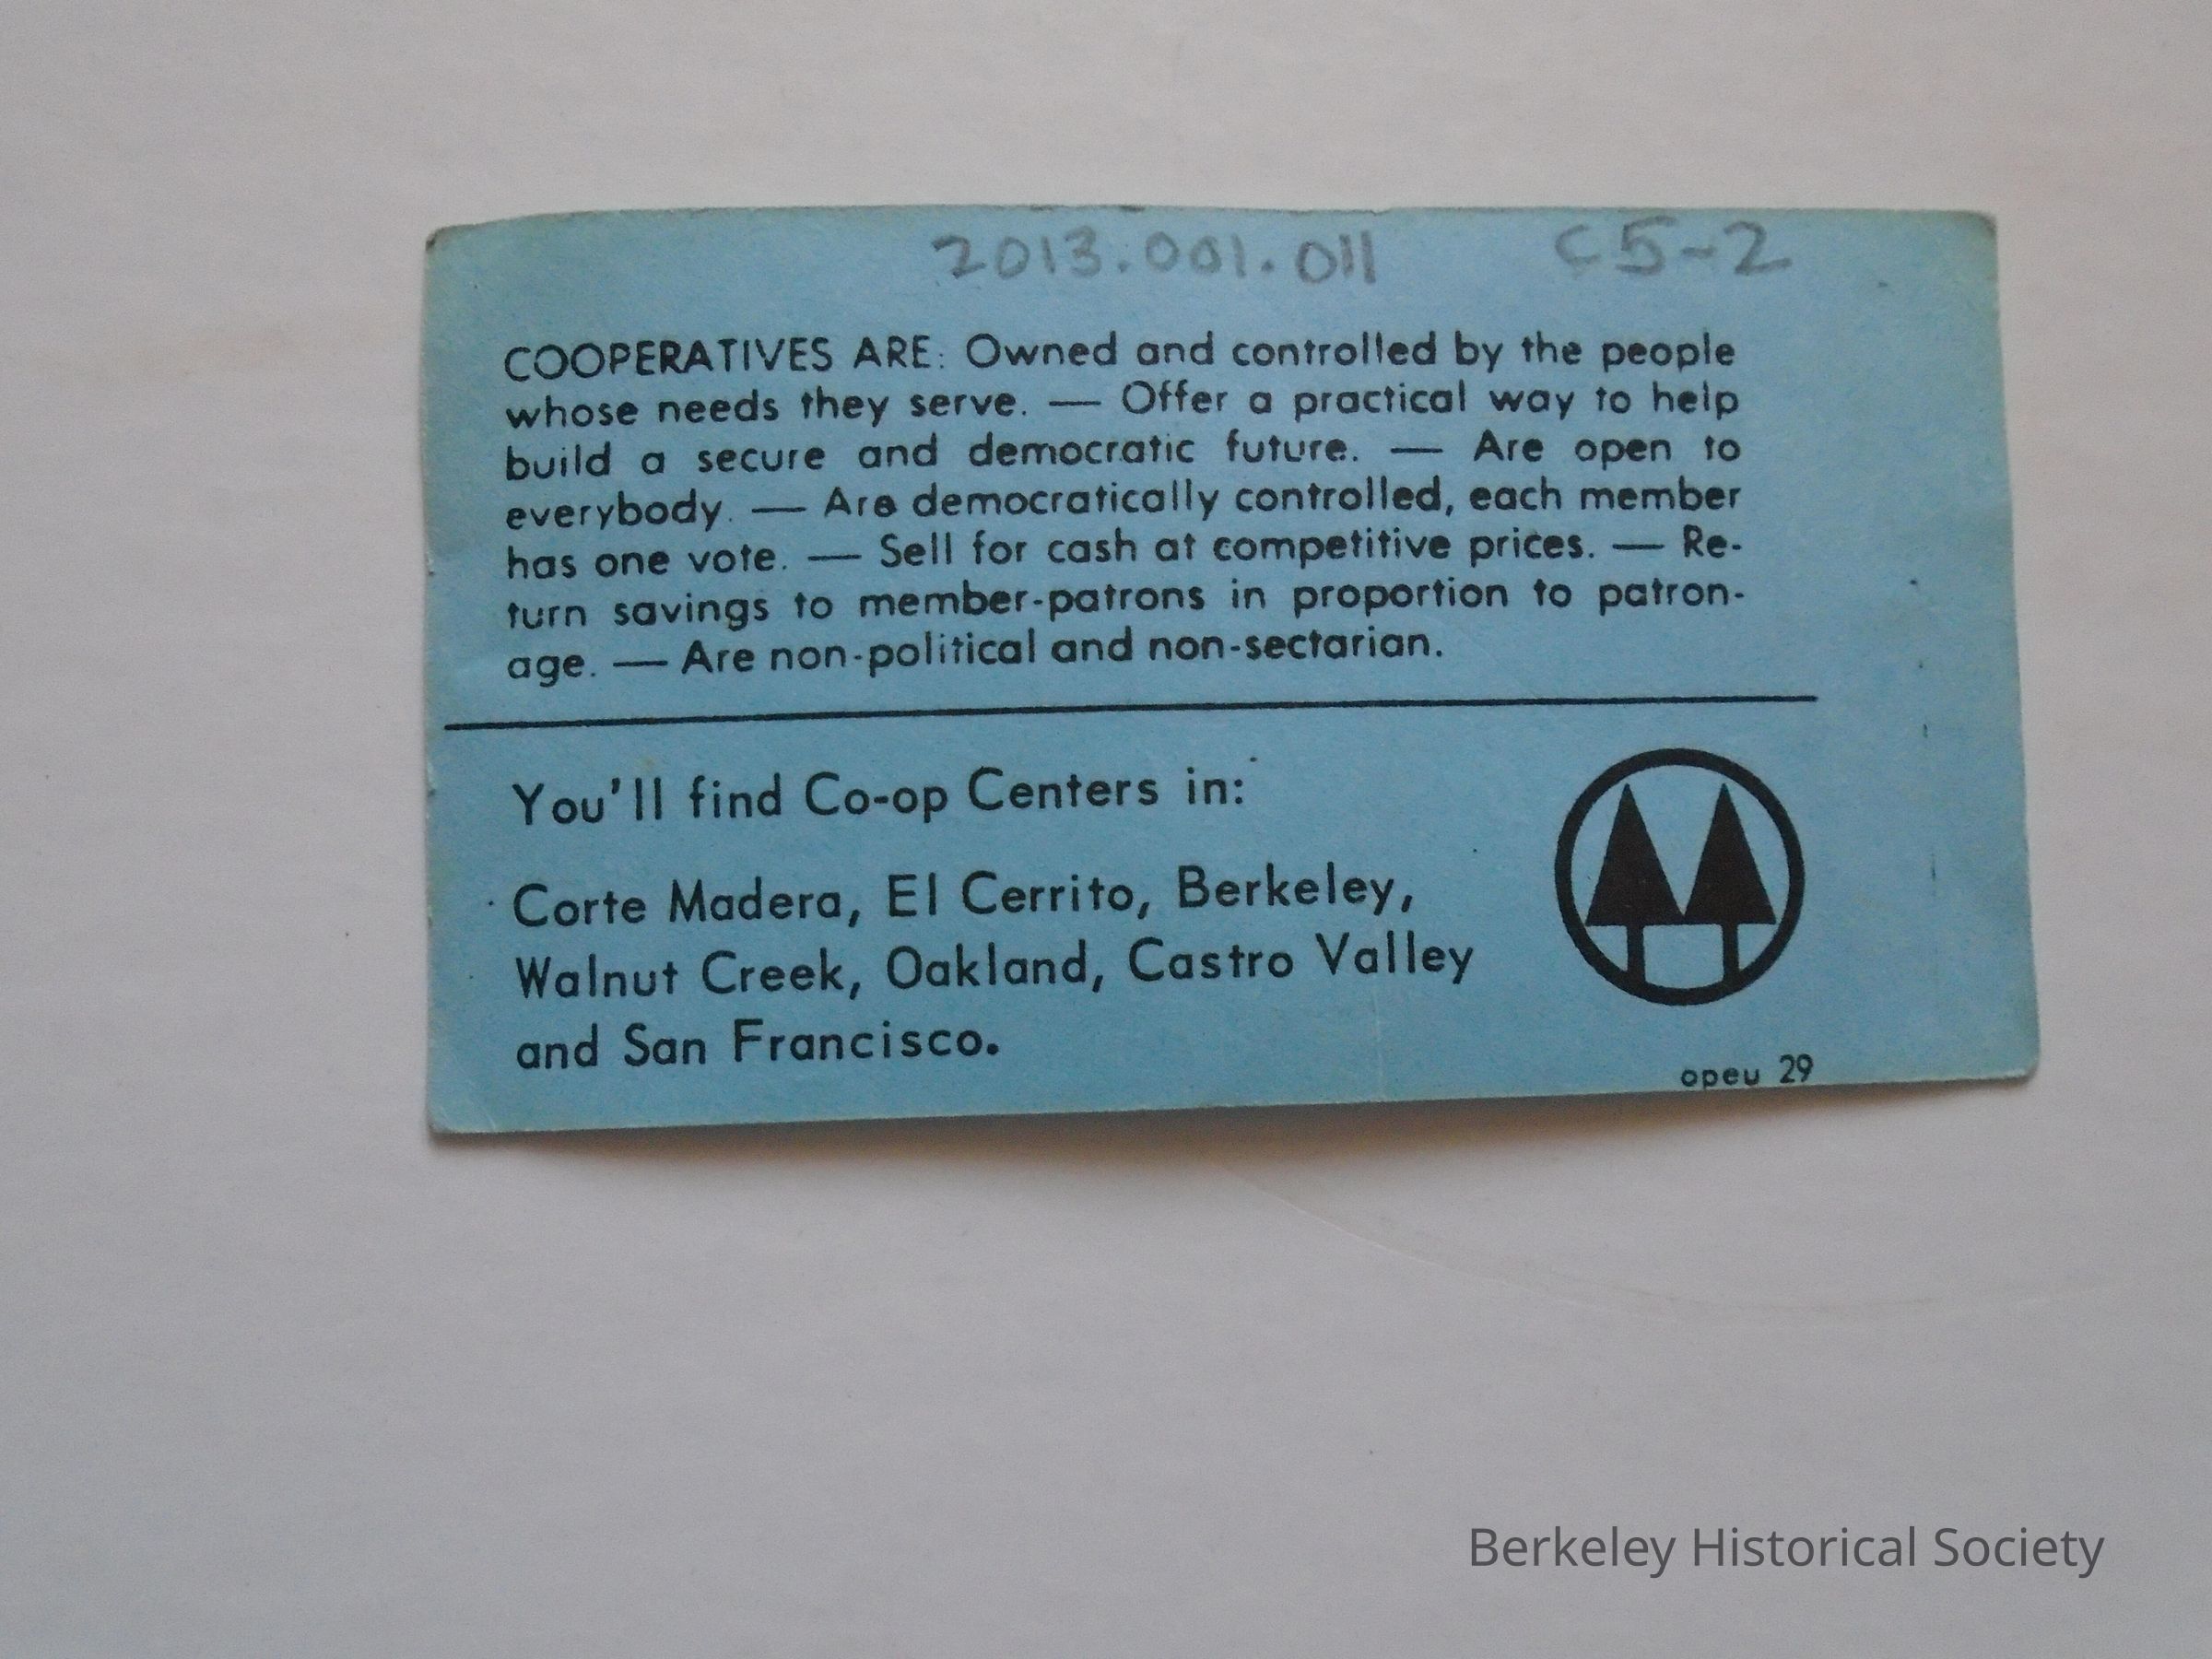 2013.001.011 C5-2
COOPERATIVES ARE: Owned and controlled by the people
whose needs they serve. — Offer a practical way to help
build a secure and democratic future. — Are open to
everybody. — Are democratically controlled, each member
has one vote. — Sell for cash at competitive prices. — Re-
turn savings to member-patrons in proportion to patron-
age. — Are non-political and non-sectarian.
You'll find Co-op Centers in:
Corte Madera, El Cerrito, Berkeley,
Walnut Creek, Oakland, Castro Valley
and San Francisco.
opeu 29
Berkeley Historical Society